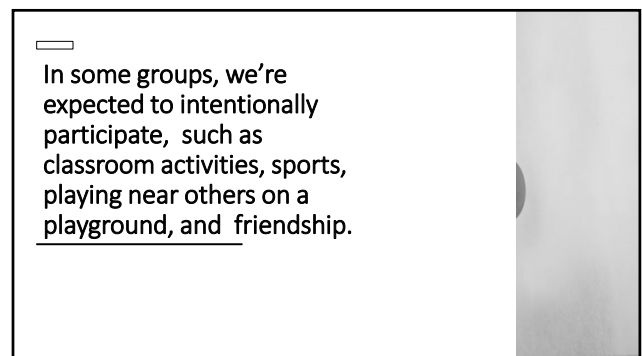 In some groups, we’re
expected to intentionally
participate,  such as
classroom activities, sports,
playing near others on a
playground, and  friendship.